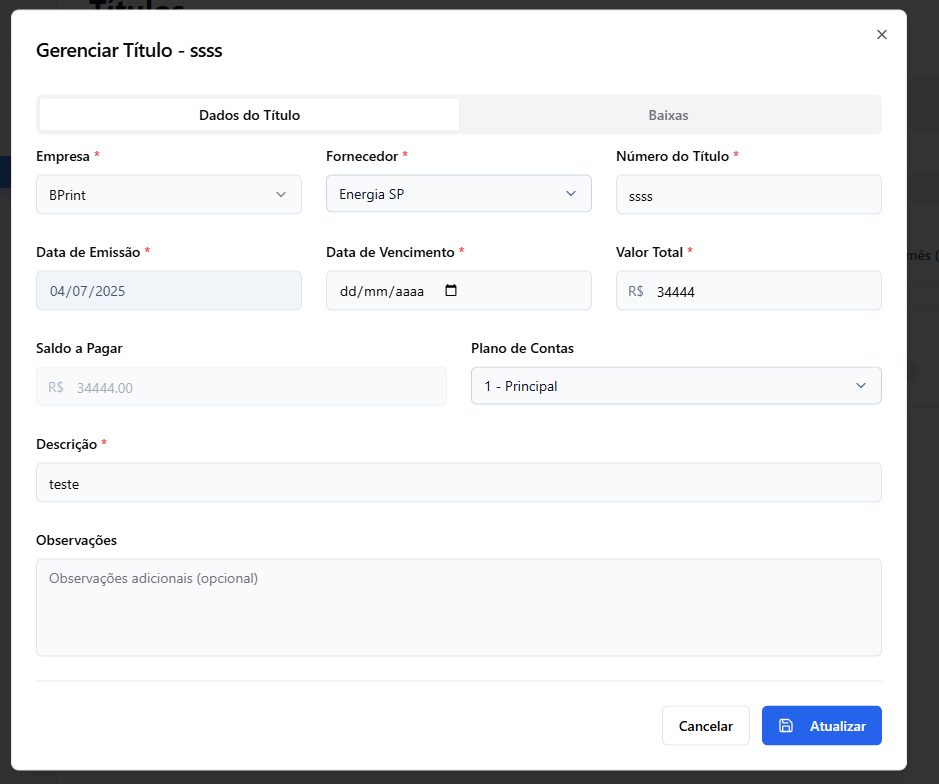 Títulos
Gerenciar Título - ssss
Dados do Título Baixas
Empresa * Fornecedor * Número do Título *
BPrint Energia SP ssss
Data de Emissão * Data de Vencimento * Valor Total *
04/07/2025 dd/mm/aaaa R$ 34444
mês (
Saldo a Pagar Plano de Contas
R$ 34444.00 1 - Principal
Descrição *
teste
Observações
Observações adicionais (opcional)
Cancelar Atualizar